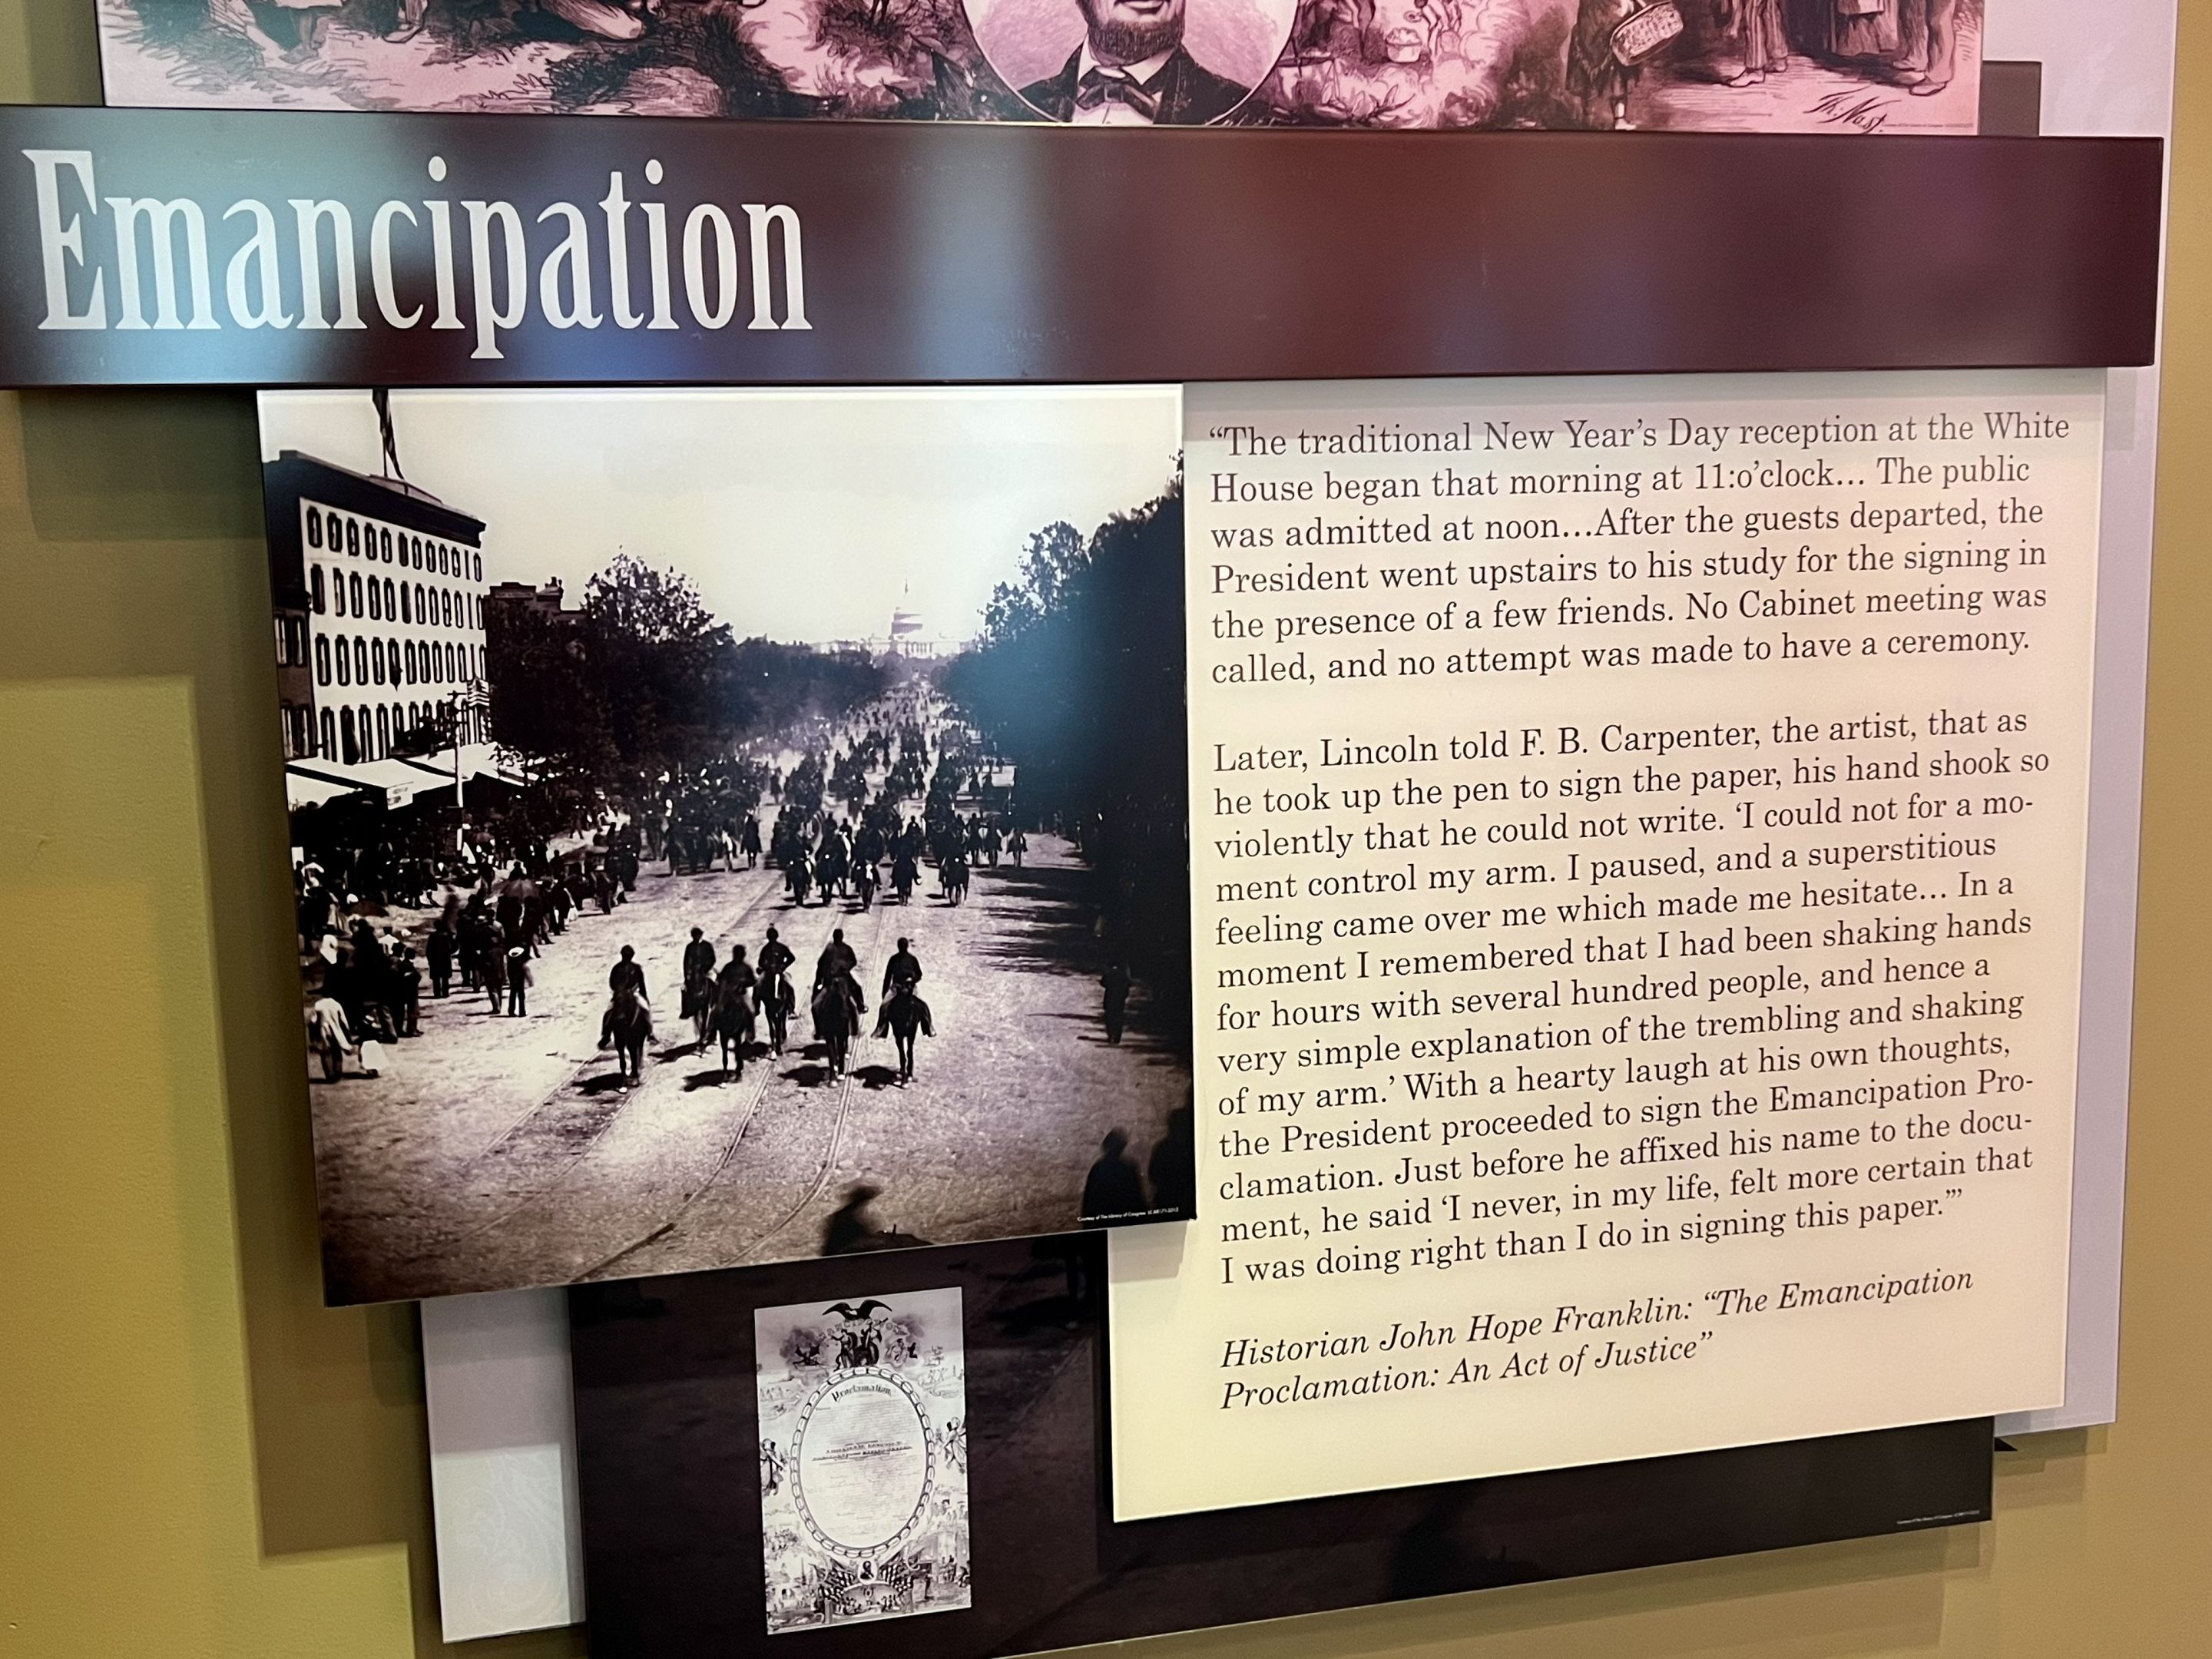 Th. Nast.
Emancipation
“The traditional New Year’s Day reception at the White
House began that morning at 11:o’clock... The public
was admitted at noon...After the guests departed, the
President went upstairs to his study for the signing in
the presence of a few friends. No Cabinet meeting was
called, and no attempt was made to have a ceremony.
Later, Lincoln told F. B. Carpenter, the artist, that as
he took up the pen to sign the paper, his hand shook so
violently that he could not write. ‘I could not for a mo-
ment control my arm. I paused, and a superstitious
feeling came over me which made me hesitate... In a
moment I remembered that I had been shaking hands
for hours with several hundred people, and hence a
very simple explanation of the trembling and shaking
of my arm.’ With a hearty laugh at his own thoughts,
the President proceeded to sign the Emancipation Pro-
clamation. Just before he affixed his name to the docu-
ment, he said ‘I never, in my life, felt more certain that
I was doing right than I do in signing this paper.’”
Historian John Hope Franklin: “The Emancipation
Proclamation: An Act of Justice”
Courtesy of The Library of Congress
Proclamation